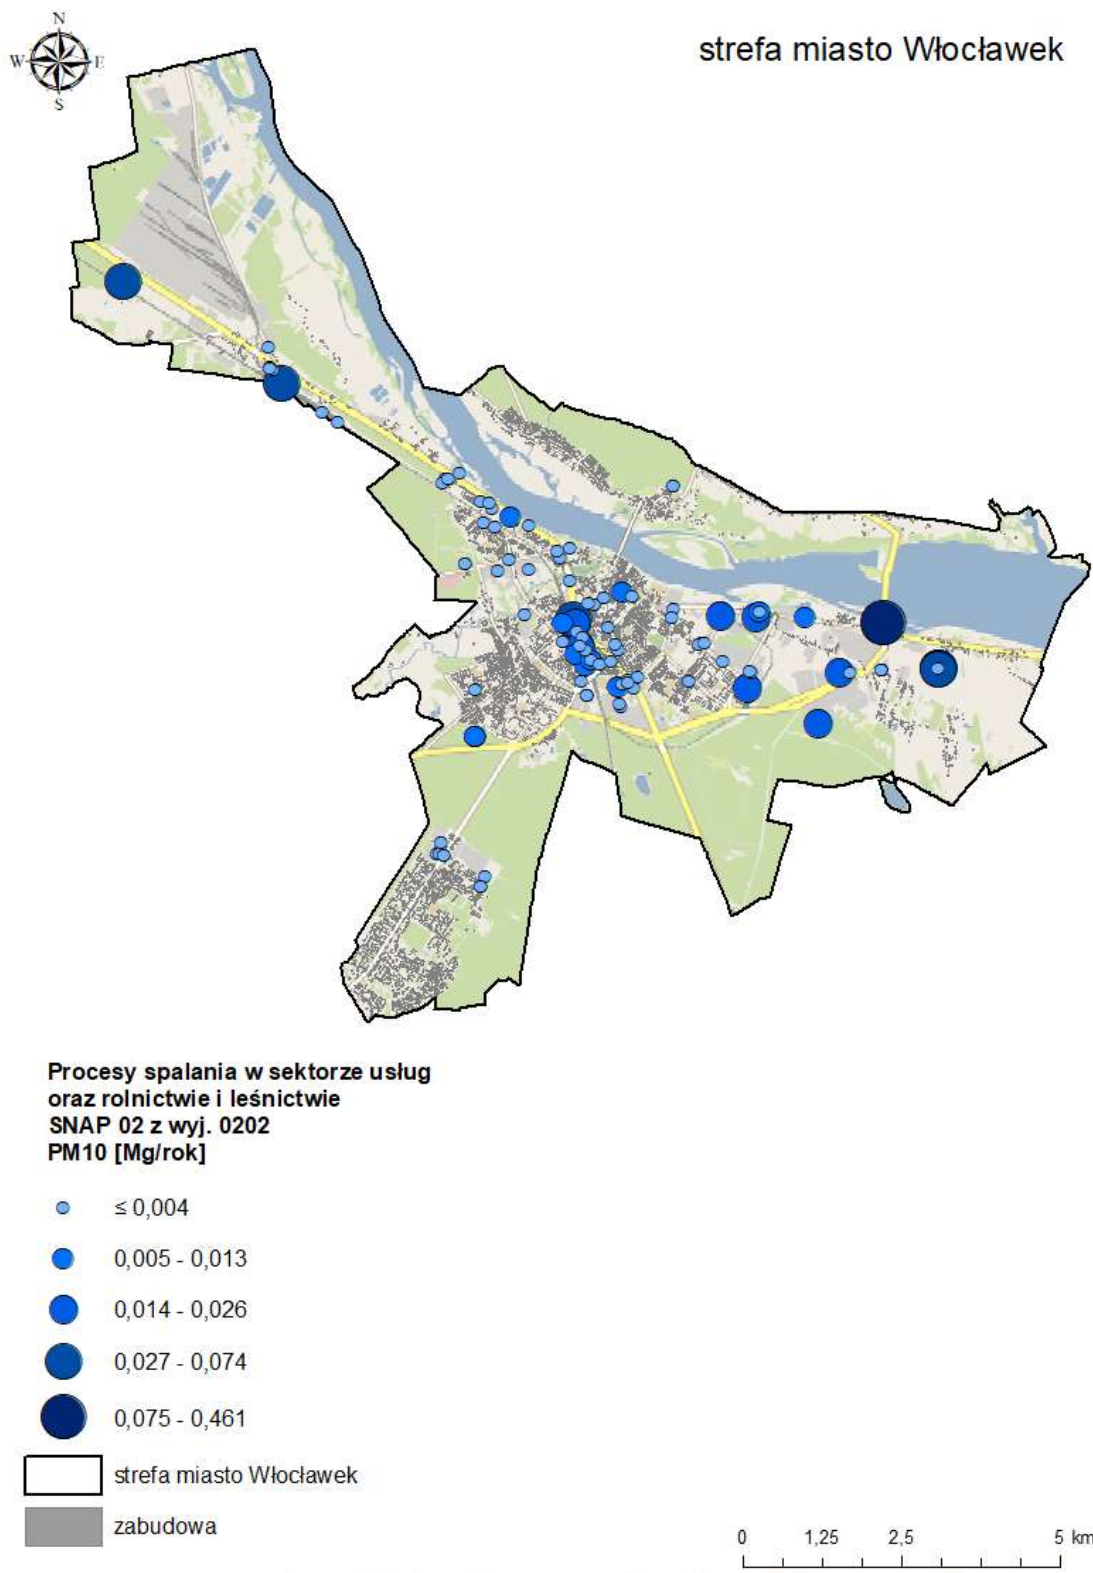 N
W E
S
strefa miasto Włocławek
Procesy spalania w sektorze usług
oraz rolnictwie i leśnictwie
SNAP 02 z wyj. 0202
PM10 [Mg/rok]
≤ 0,004
0,005 - 0,013
0,014 - 0,026
0,027 - 0,074
0,075 - 0,461
strefa miasto Włocławek
zabudowa
0 1,25 2,5 5 km